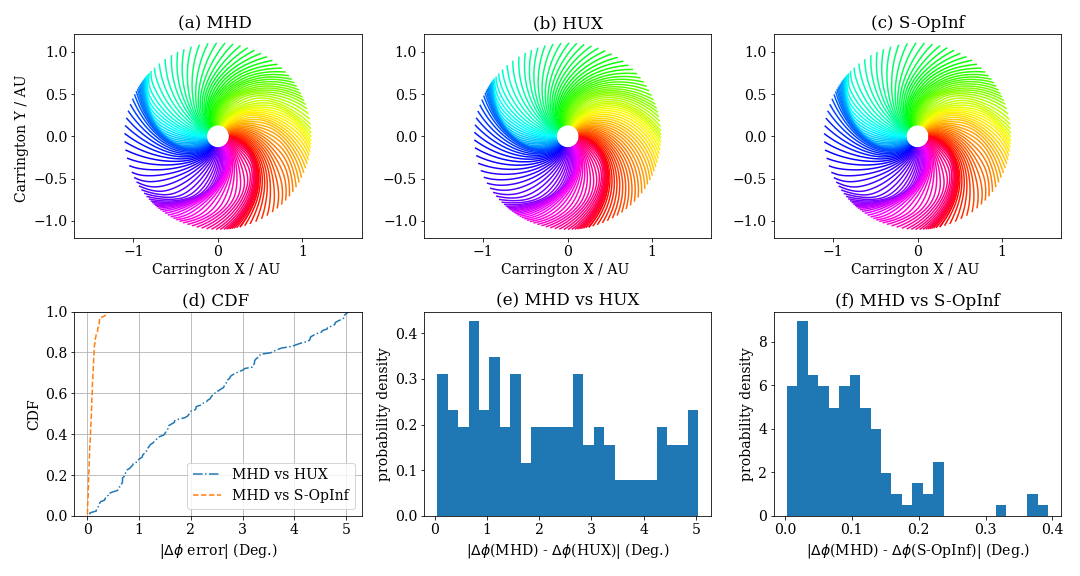 (a) MHD
(b) HUX
(c) S-OpInf
Carrington Y / AU
1.0
0.5
0.0
−0.5
−1.0
−1
0
1
Carrington X / AU
1.0
0.5
0.0
−0.5
−1.0
−1
0
1
Carrington X / AU
1.0
0.5
0.0
−0.5
−1.0
−1
0
1
Carrington X / AU
(d) CDF
CDF
1.0
0.8
0.6
0.4
0.2
0.0
MHD vs HUX
MHD vs S-OpInf
0 1 2 3 4 5
|Δϕ error| (Deg.)
(e) MHD vs HUX
probability density
0.4
0.3
0.2
0.1
0.0
0 1 2 3 4 5
|Δϕ(MHD) - Δϕ(HUX)| (Deg.)
(f) MHD vs S-OpInf
probability density
8
6
4
2
0
0.0 0.1 0.2 0.3 0.4
|Δϕ(MHD) - Δϕ(S-OpInf)| (Deg.)